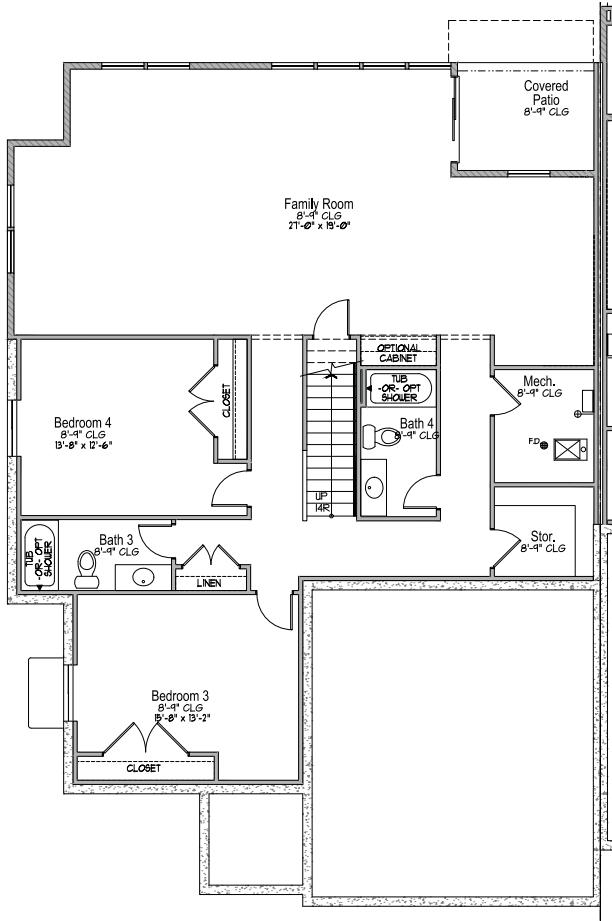 Covered
Patio
8'-9" CLG
Family Room
8'-9" CLG
27'-0" x 19'-0"
OPTIONAL
CABINET
TUB
-OR- OPT
SHOWER
Mech.
8'-9" CLG
CLOSET
Bedroom 4
8'-9" CLG
13'-8" x 12'-6"
Bath 4
8'-9" CLG
F.D.
UP
14R
Bath 3
8'-9" CLG
Stor.
8'-9" CLG
TUB
-OR- OPT
SHOWER
LINEN
Bedroom 3
8'-9" CLG
15'-8" x 13'-2"
CLOSET